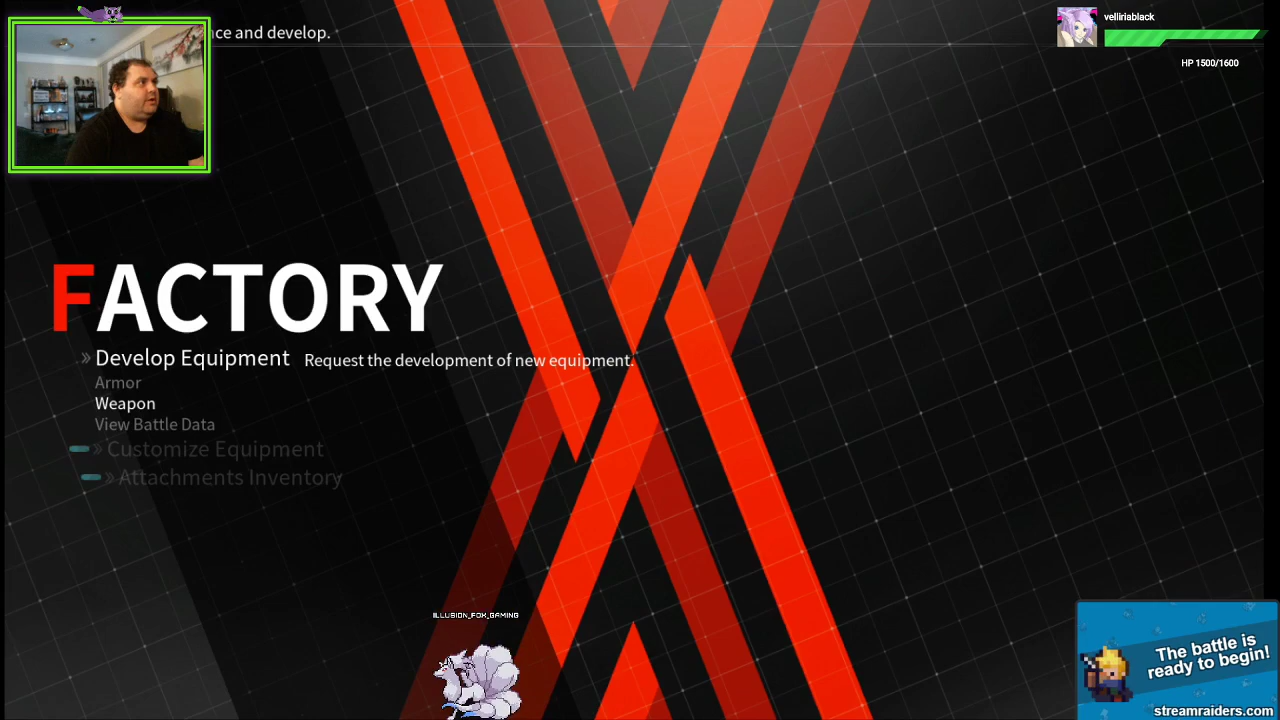 nce and develop.
velliriablack
HP 1500/1600
FACTORY
Develop Equipment Request the development of new equipment.
Armor
Weapon
View Battle Data
Customize Equipment
Attachments Inventory
ILLUSION_FOX_GAMING
The battle is
ready to begin!
streamraiders.com